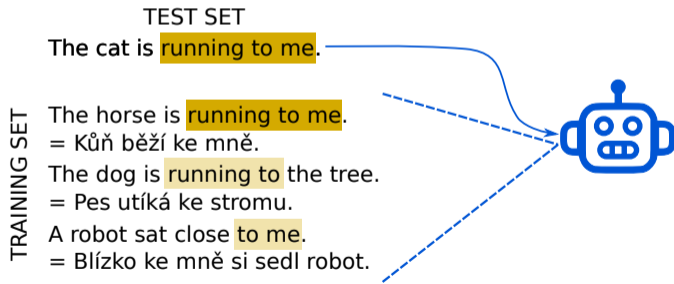 TEST SET
The cat is running to me.
TRAINING SET
The horse is running to me.
= Kůň běží ke mně.
The dog is running to the tree.
= Pes utíká ke stromu.
A robot sat close to me.
= Blízko ke mně si sedl robot.